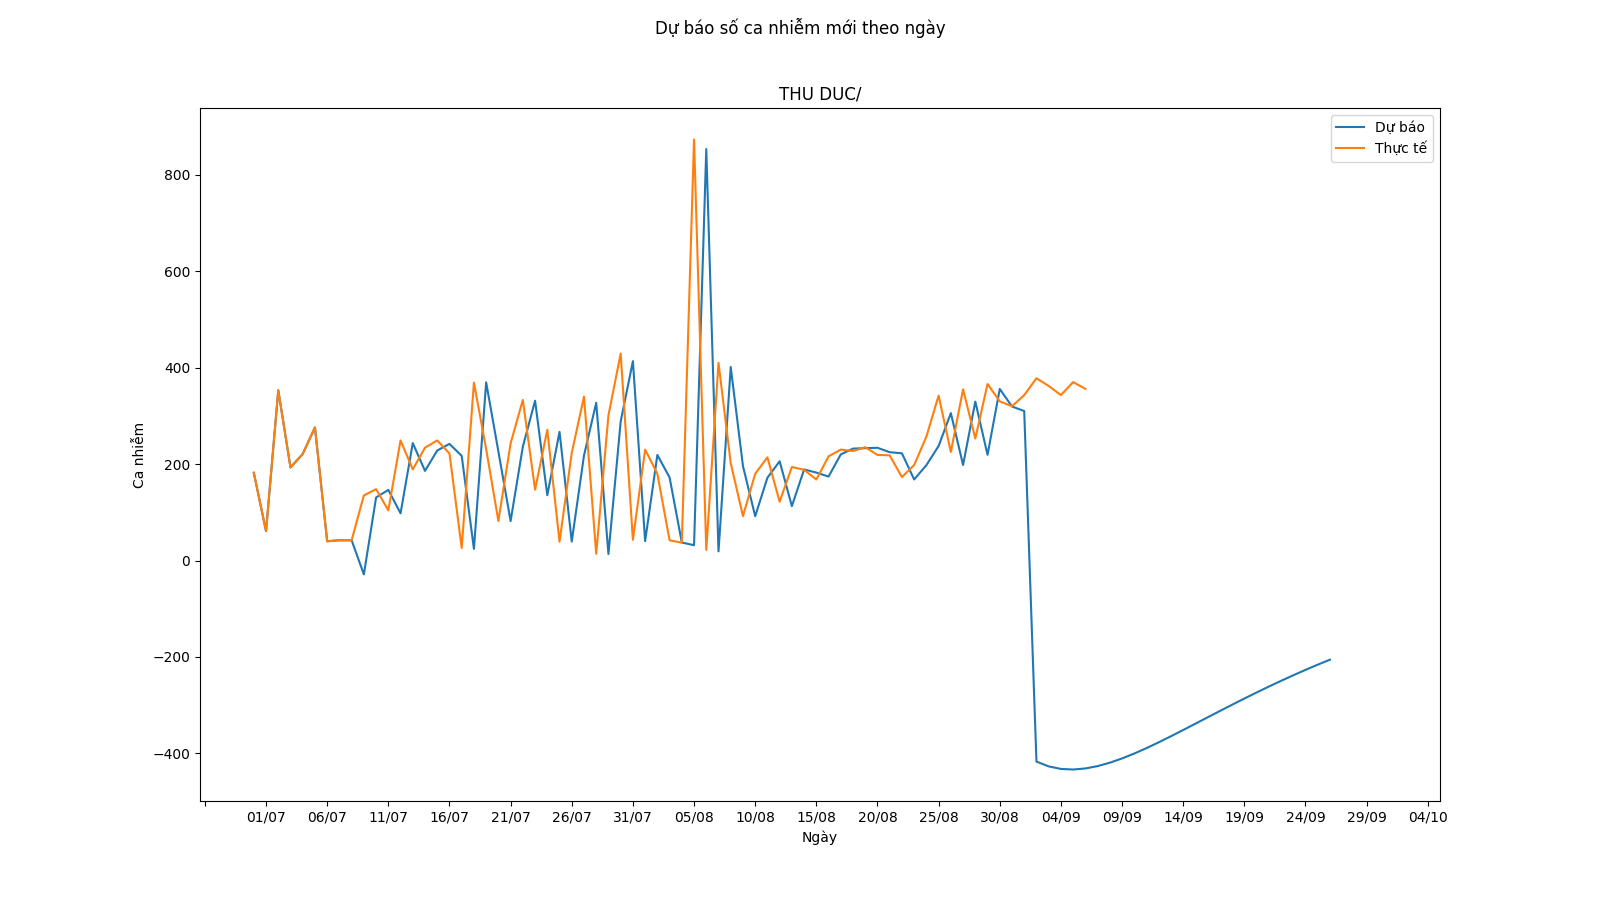 Dự báo số ca nhiễm mới theo ngày
THU DUC/
Dự báo
Thực tế
800
600
400
200
0
−200
−400
Ca nhiễm
01/07 06/07 11/07 16/07 21/07 26/07 31/07 05/08 10/08 15/08 20/08 25/08 30/08 04/09 09/09 14/09 19/09 24/09 29/09 04/10
Ngày